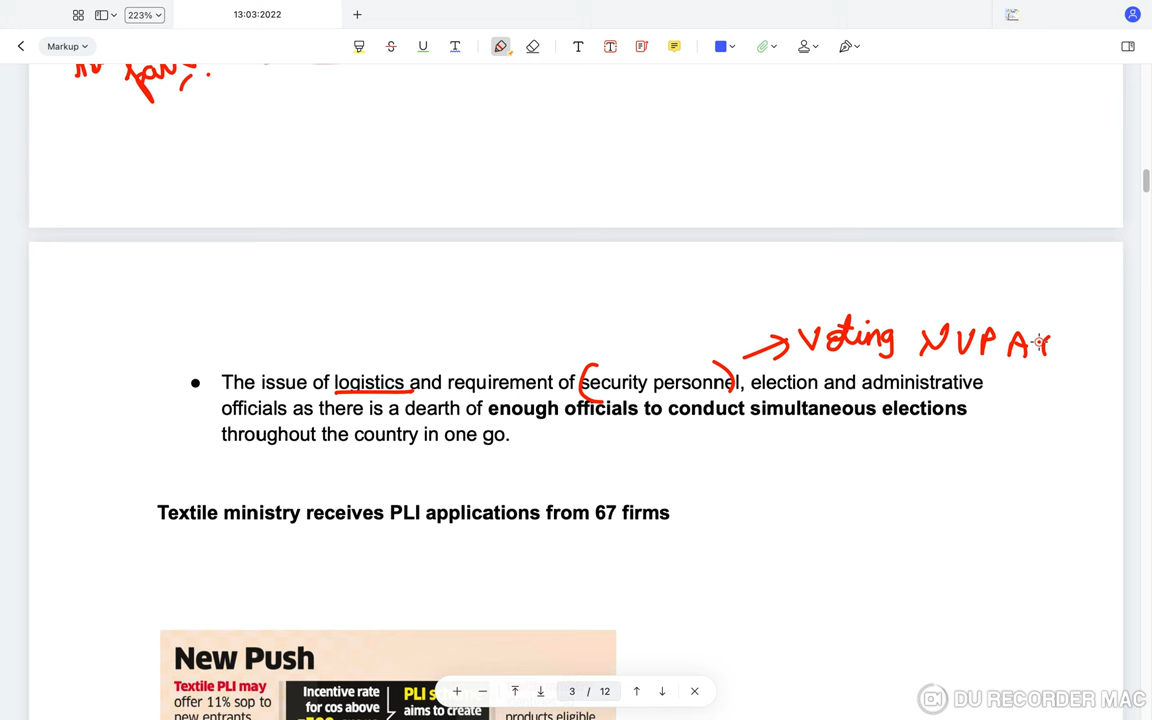 223%
13:03:2022
Markup
Voting VVPAT
The issue of logistics and requirement of security personnel, election and administrative
officials as there is a dearth of enough officials to conduct simultaneous elections
throughout the country in one go.
Textile ministry receives PLI applications from 67 firms
New Push
Textile PLI may
offer 11% sop to
new entrants
Incentive rate
for cos above
aims to create
products eligible
3 / 12
DU RECORDER MAC